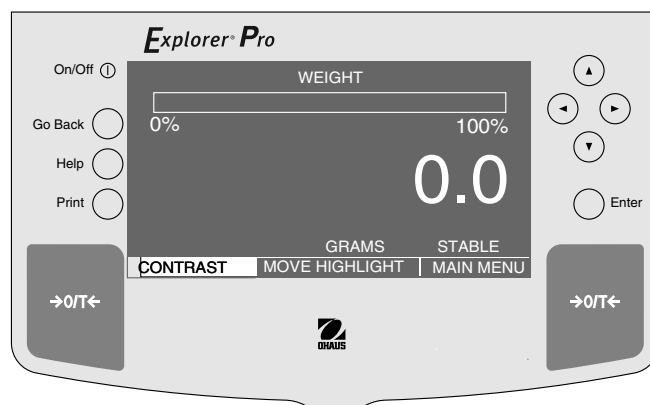 Explorer® Pro
On/Off
WEIGHT
Go Back
0% 100%
Help
0.0
Print
Enter
GRAMS STABLE
CONTRAST MOVE HIGHLIGHT MAIN MENU
→0/T← →0/T←
OHAUS